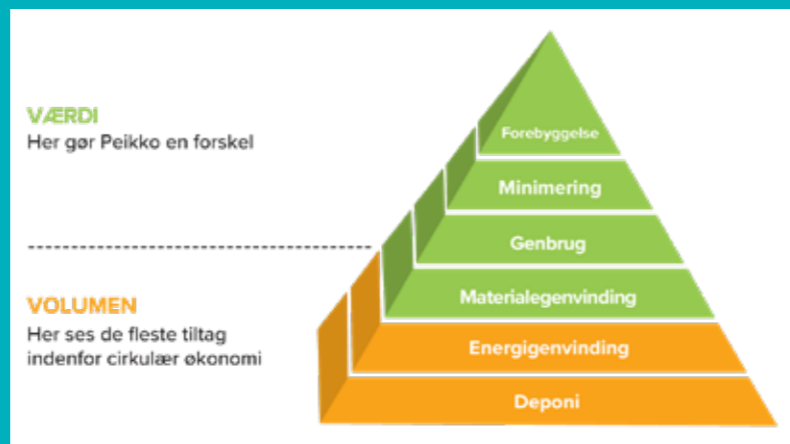 VÆRDI
Her gør Peikko en forskel
VOLUMEN
Her ses de fleste tiltag
indenfor cirkulær økonomi
Forebyggelse
Minimering
Genbrug
Materialegenvinding
Energigenvinding
Deponi